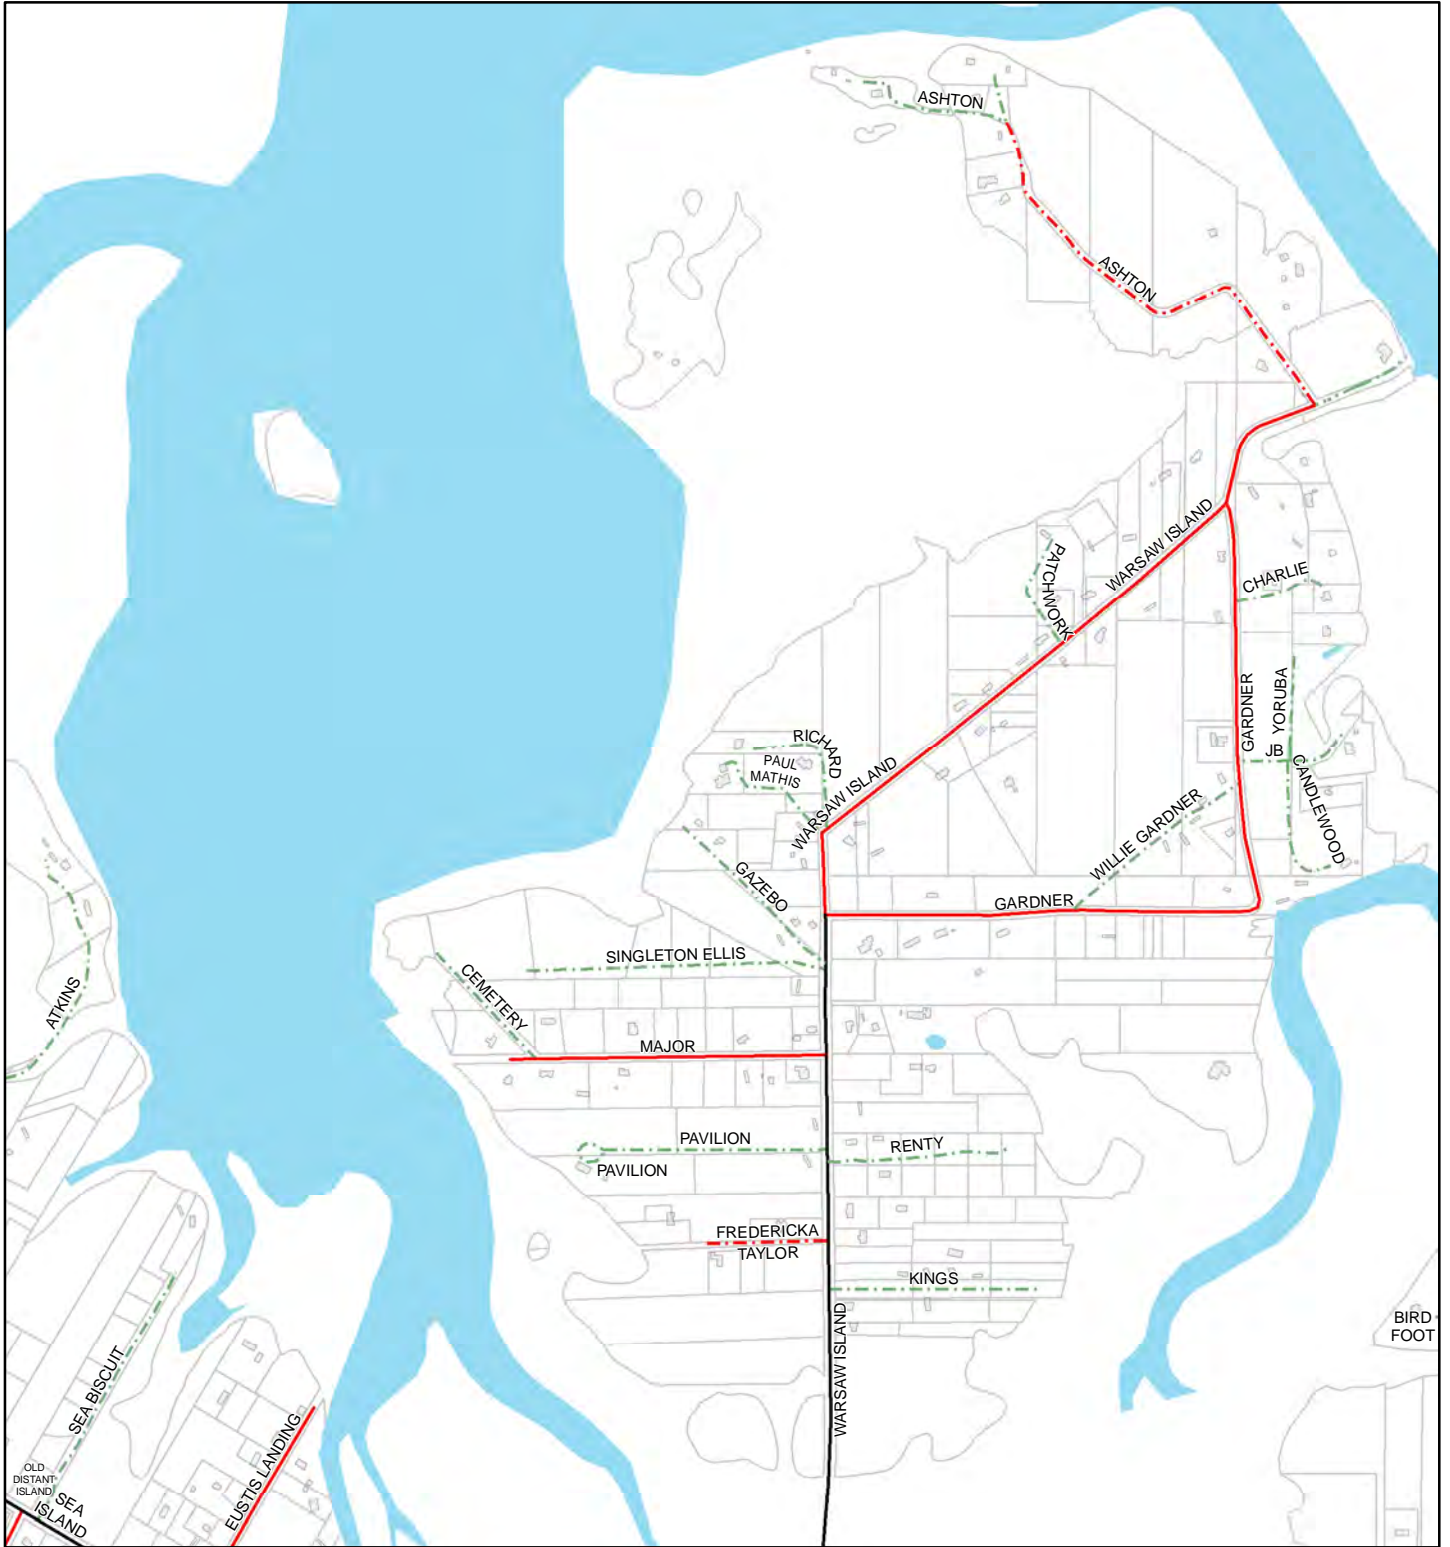 ASHTON
ASHTON
WARSAW ISLAND
PATCHWORK
CHARLIE
GARDNER
YORUBA
JB
CANDLEWOOD
RICHARD
PAUL
MATHIS
WARSAW ISLAND
WILLIE GARDNER
GAZEBO
GARDNER
SINGLETON ELLIS
CEMETERY
ATKINS
MAJOR
PAVILION
RENTY
PAVILION
FREDERICKA
TAYLOR
KINGS
WARSAW ISLAND
BIRD
FOOT
SEA BISCUIT
EUSTIS LANDING
OLD
DISTANT
ISLAND
SEA
ISLAND